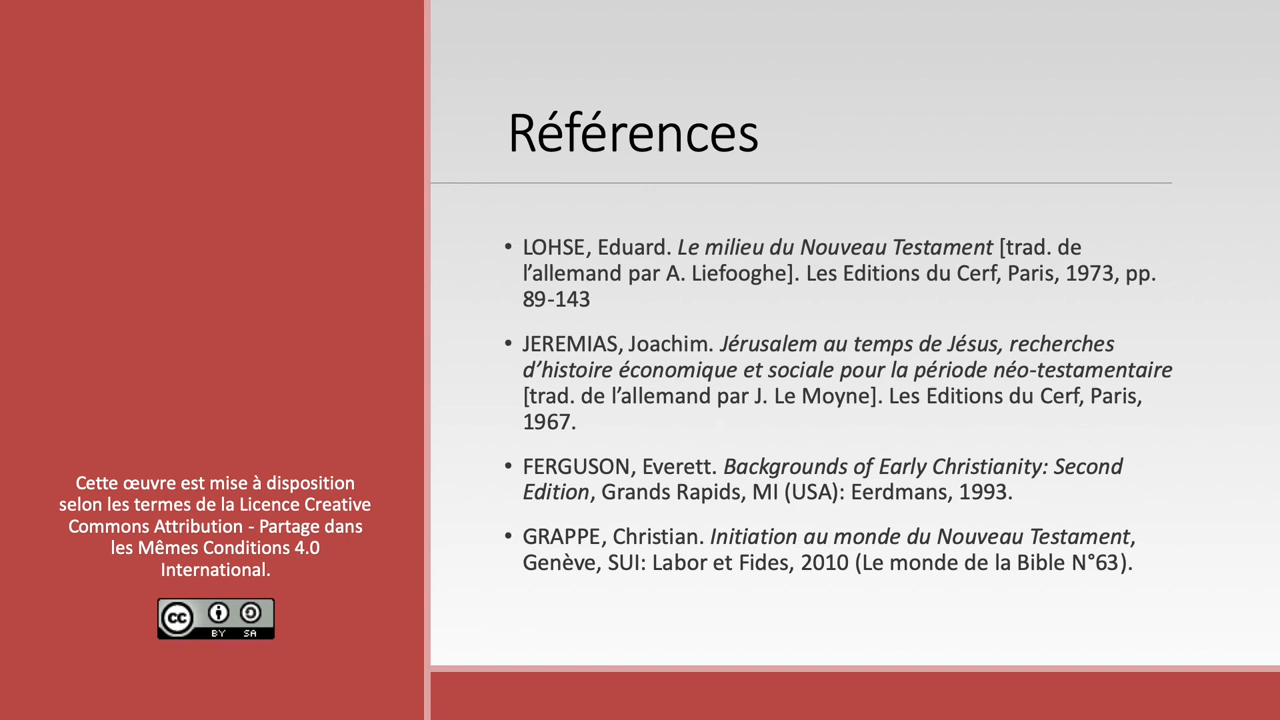 Références
• LOHSE, Eduard. Le milieu du Nouveau Testament [trad. de
l’allemand par A. Liefooghe]. Les Editions du Cerf, Paris, 1973, pp.
89-143
• JEREMIAS, Joachim. Jérusalem au temps de Jésus, recherches
d’histoire économique et sociale pour la période néo-testamentaire
[trad. de l’allemand par J. Le Moyne]. Les Editions du Cerf, Paris,
1967.
• FERGUSON, Everett. Backgrounds of Early Christianity: Second
Edition, Grands Rapids, MI (USA): Eerdmans, 1993.
• GRAPPE, Christian. Initiation au monde du Nouveau Testament,
Genève, SUI: Labor et Fides, 2010 (Le monde de la Bible N°63).
Cette œuvre est mise à disposition
selon les termes de la Licence Creative
Commons Attribution - Partage dans
les Mêmes Conditions 4.0
International.
cc
BY SA